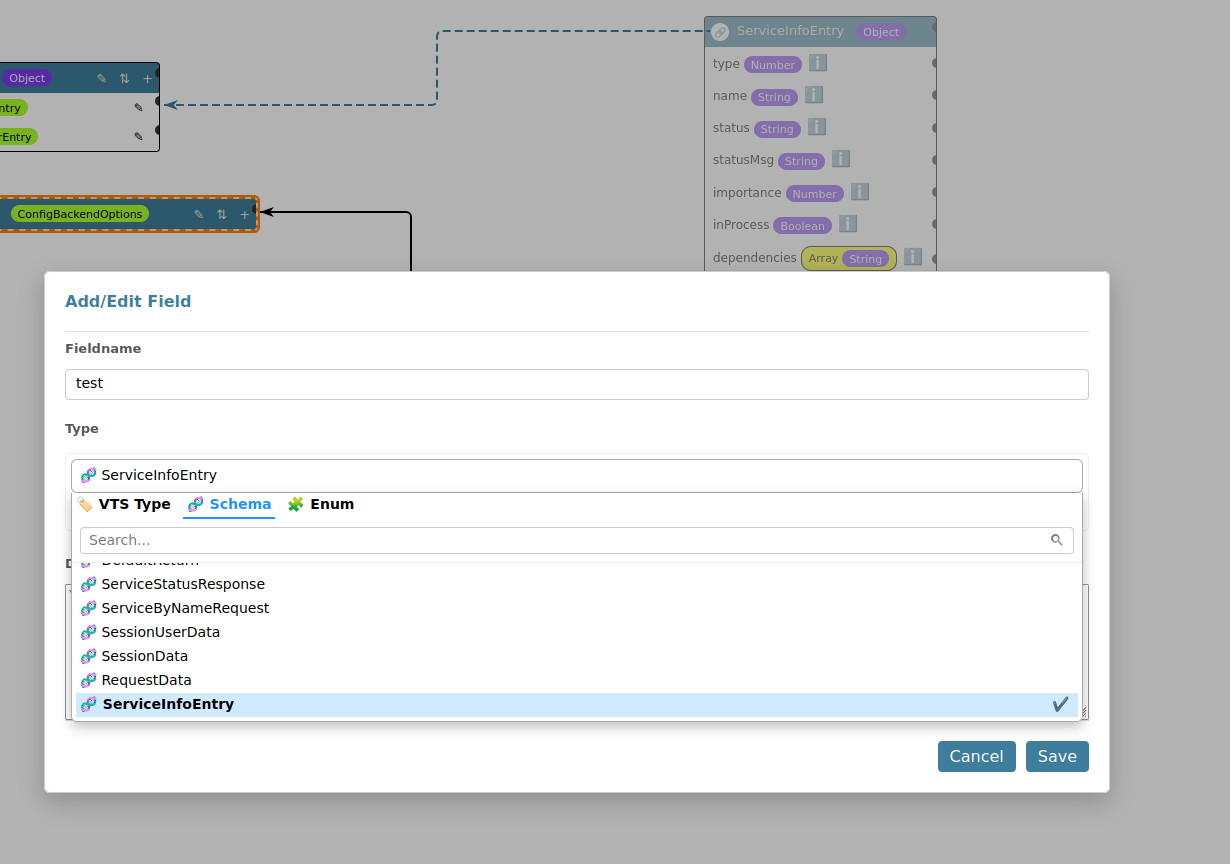 ServiceInfoEntry Object
Object
type Number
ntry
name String
rEntry
status String
statusMsg String
importance Number
ConfigBackendOptions
inProcess Boolean
dependencies Array String
Add/Edit Field
Fieldname
test
Type
ServiceInfoEntry
VTS Type Schema Enum
Search...
DefaultReturn
ServiceStatusResponse
ServiceByNameRequest
SessionUserData
SessionData
RequestData
ServiceInfoEntry
Cancel Save